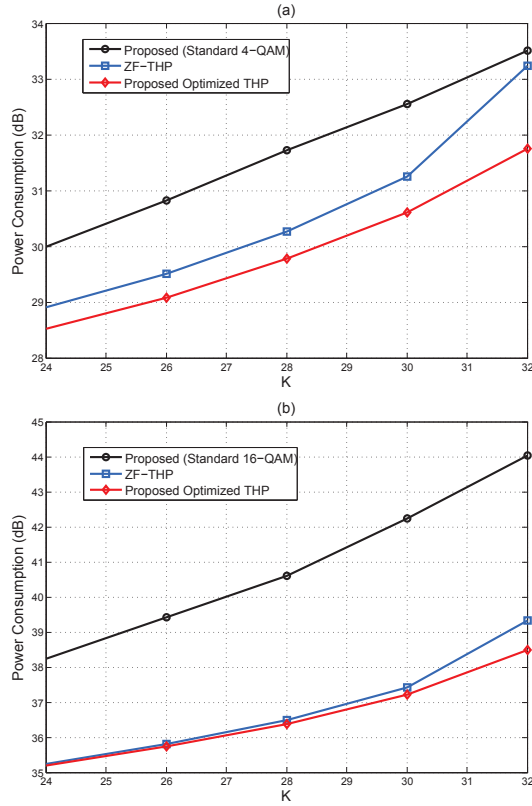 (a)
34
33
32
31
30
29
28
Power Consumption (dB)
Proposed (Standard 4−QAM)
ZF−THP
Proposed Optimized THP
24 25 26 27 28 29 30 31 32
K
(b)
45
44
43
42
41
40
39
38
37
36
35
Power Consumption (dB)
Proposed (Standard 16−QAM)
ZF−THP
Proposed Optimized THP
24 25 26 27 28 29 30 31 32
K